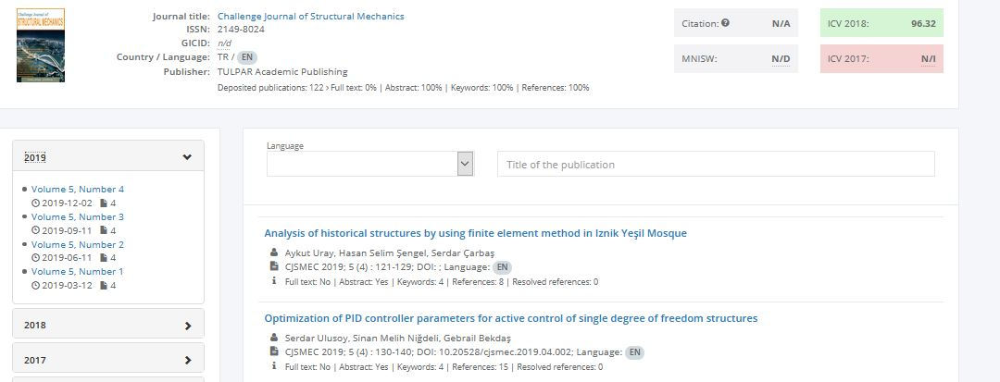 Challenge Journal of
STRUCTURAL MECHANICS
Journal title: Challenge Journal of Structural Mechanics
ISSN: 2149-8024
GICID: n/d
Country / Language: TR / EN
Publisher: TULPAR Academic Publishing
Deposited publications: 122 > Full text: 0% | Abstract: 100% | Keywords: 100% | References: 100%
Citation: ? N/A
ICV 2018: 96.32
MNISW: N/D
ICV 2017: N/I
2019
Volume 5, Number 4
2019-12-02 4
Volume 5, Number 3
2019-09-11 4
Volume 5, Number 2
2019-06-11 4
Volume 5, Number 1
2019-03-12 4
2018
2017
Language
Title of the publication
Analysis of historical structures by using finite element method in Iznik Yeşil Mosque
Aykut Uray, Hasan Selim Şengel, Serdar Çarbaş
CJSMEC 2019; 5 (4) : 121-129; DOI: ; Language: EN
Full text: No | Abstract: Yes | Keywords: 4 | References: 8 | Resolved references: 0
Optimization of PID controller parameters for active control of single degree of freedom structures
Serdar Ulusoy, Sinan Melih Niğdeli, Gebrail Bekdaş
CJSMEC 2019; 5 (4) : 130-140; DOI: 10.20528/cjsmec.2019.04.002; Language: EN
Full text: No | Abstract: Yes | Keywords: 4 | References: 15 | Resolved references: 0